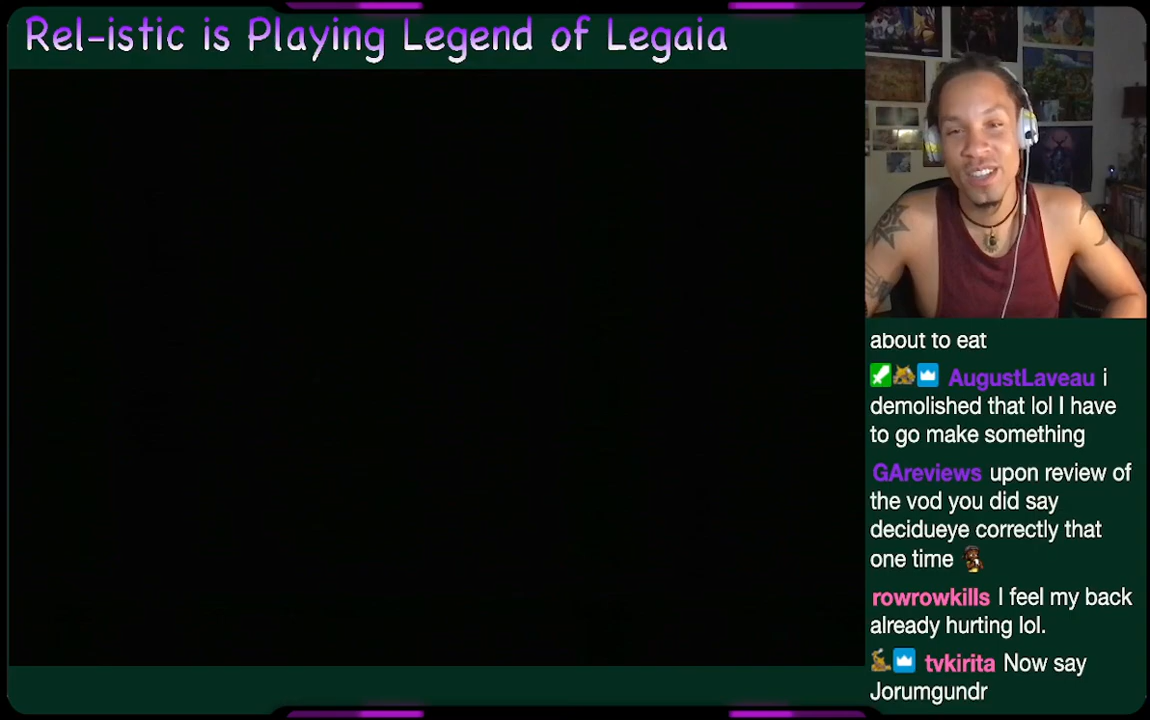 Rel-istic is Playing Legend of Legaia
about to eat
AugustLaveau i
demolished that lol I have
to go make something
GAreviews upon review of
the vod you did say
decidueye correctly that
one time
rowrowkills I feel my back
already hurting lol.
tvkirita Now say
Jorumgundr